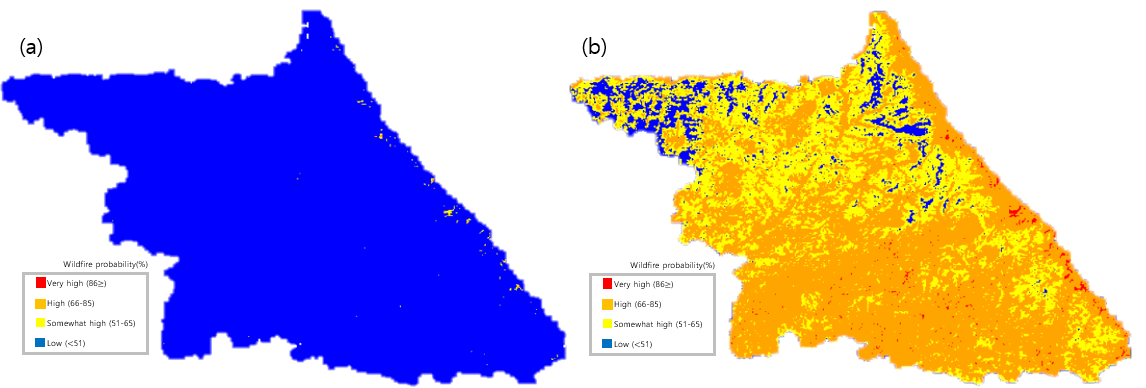 (a)
(b)
Wildfire probability(%)
Very high (86≥)
High (66-85)
Somewhat high (51-65)
Low (<51)
Wildfire probability(%)
Very high (86≥)
High (66-85)
Somewhat high (51-65)
Low (<51)